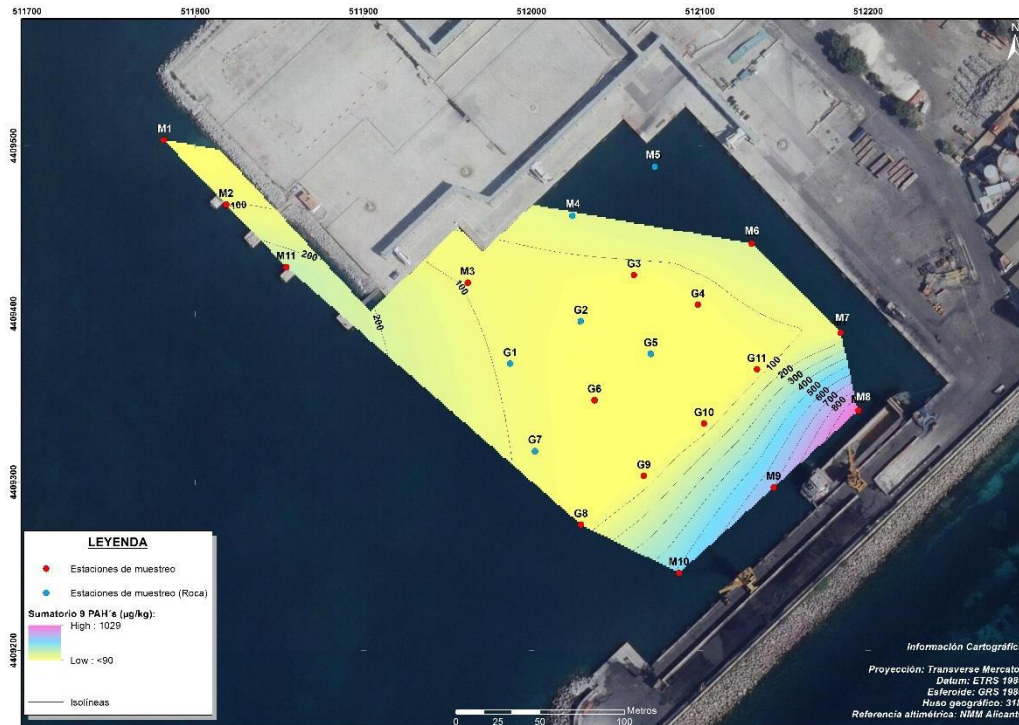 511700 511800 511900 512000 512100 512200
4409500
4409400
4409300
4409200
N
M1
M2
100
M11
200
200
M3
100
M4
M5
M6
G3
G4
G2
G1
G5
M7
G11
G6
G10
G7
G9
G8
100
200
300
400
500
600
700
800
M8
M9
M10
LEYENDA
Estaciones de muestreo
Estaciones de muestreo (Roca)
Sumatorio 9 PAH´s (µg/kg):
High : 1029
Low : <90
Isolíneas
Metros
0 25 50 100
Información Cartográfic
Proyección: Transverse Mercato
Datum: ETRS 198
Esferoide: GRS 198
Huso geográfico: 31
Referencia altimétrica: NMM Alicant